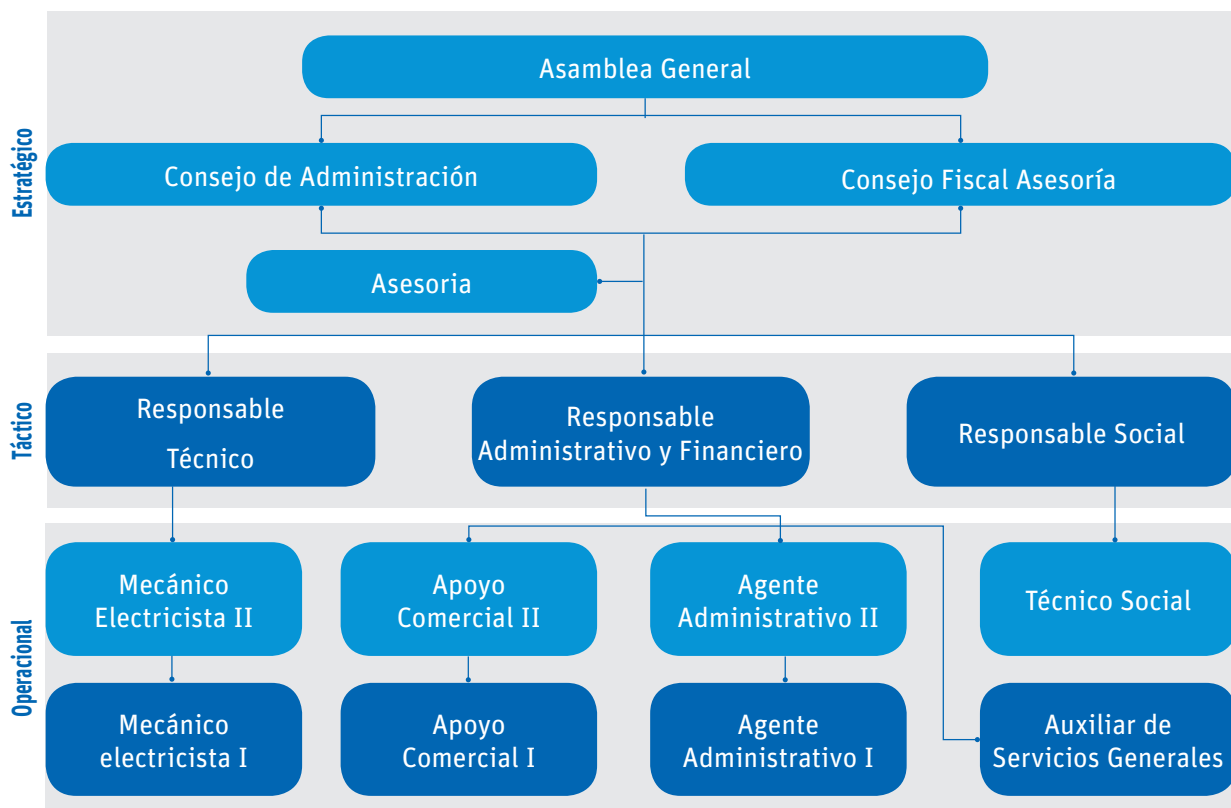 Estratégico
Asamblea General
Consejo de Administración
Consejo Fiscal Asesoría
Asesoria
Táctico
Responsable
Técnico
Responsable
Administrativo y Financiero
Responsable Social
Operacional
Mecánico
Electricista II
Apoyo
Comercial II
Agente
Administrativo II
Técnico Social
Mecánico
electricista I
Apoyo
Comercial I
Agente
Administrativo I
Auxiliar de
Servicios Generales